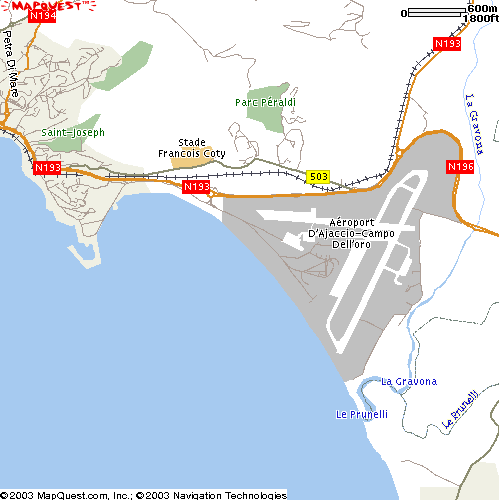 MAPQUEST
N194
600m
1800ft
0
N193
Petra Di Mare
La Gravona
Parc Péraldi
Saint-Joseph
Stade
Francois Coty
N193
503
N196
N193
Aéroport
D'Ajaccio-Campo
Dell'oro
La Gravona
Le Prunelli
Le Prunelli
©2003 MapQuest.com, Inc.; ©2003 Navigation Technologies